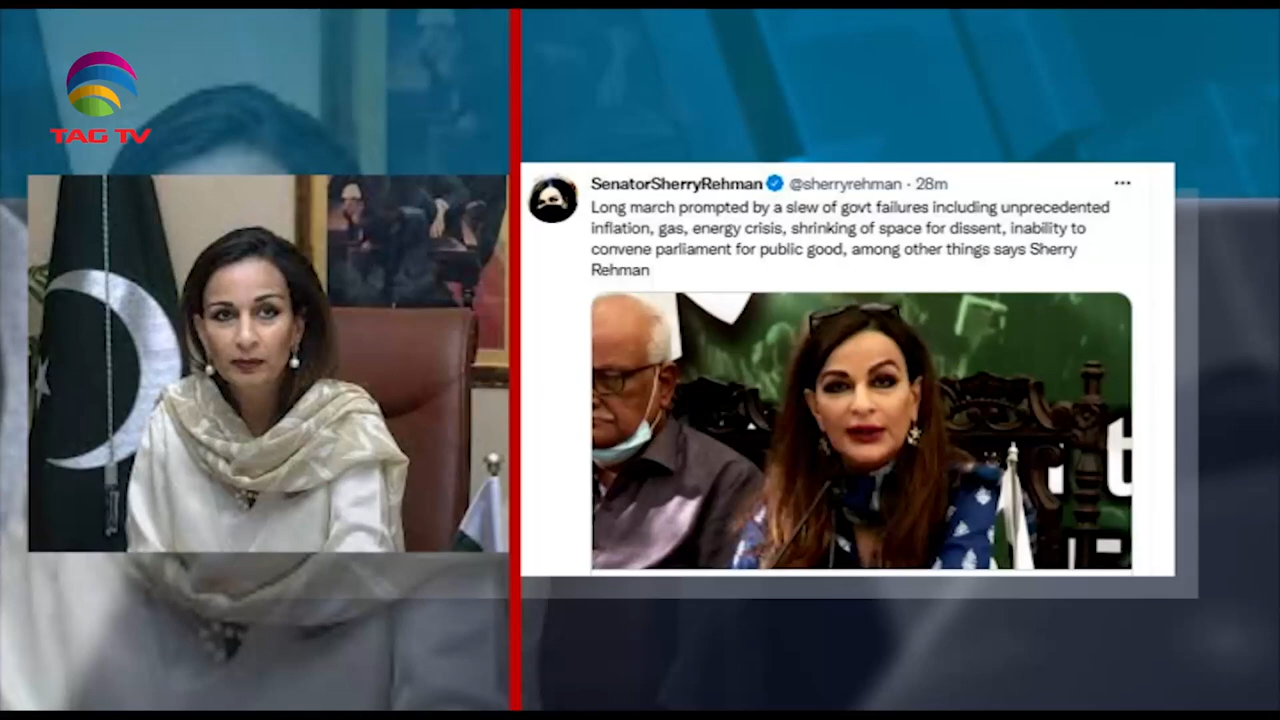 TAG TV
SenatorSherryRehman @sherryrehman · 28m
Long march prompted by a slew of govt failures including unprecedented
inflation, gas, energy crisis, shrinking of space for dissent, inability to
convene parliament for public good, among other things says Sherry
Rehman